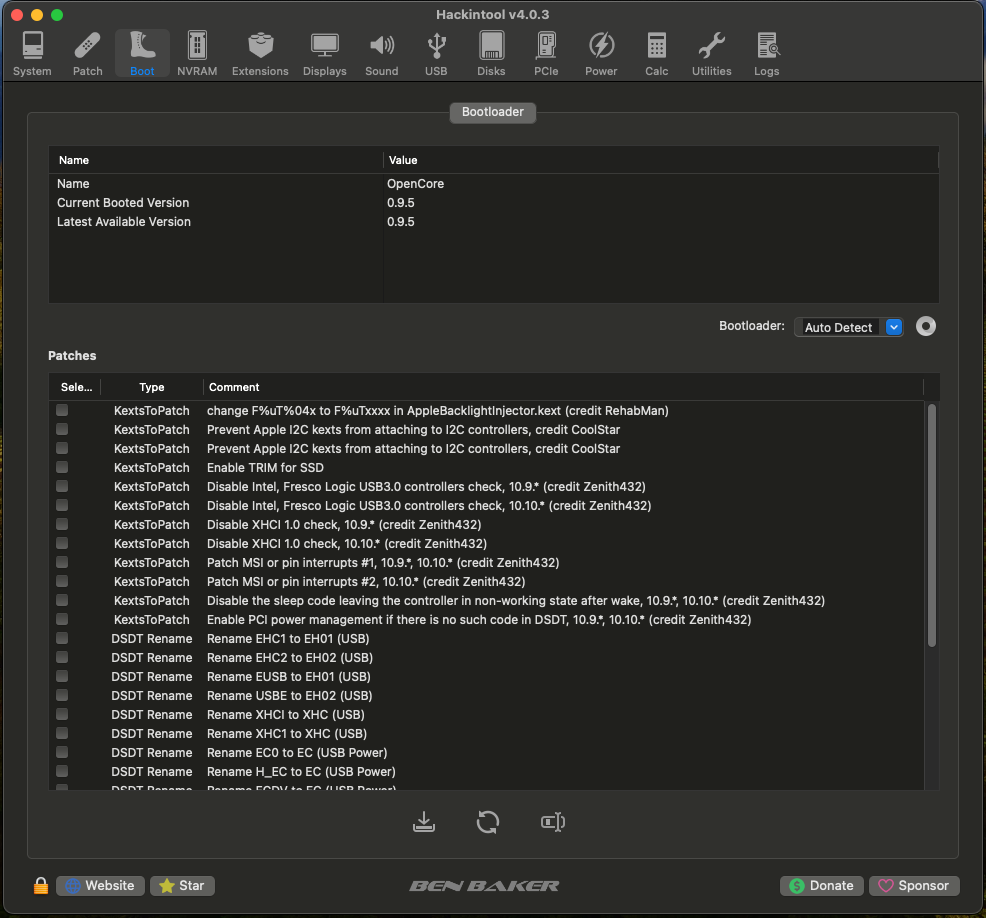 Hackintool v4.0.3
System Patch Boot NVRAM Extensions Displays Sound USB Disks PCIe Power Calc Utilities Logs
Bootloader
Name Value
Name OpenCore
Current Booted Version 0.9.5
Latest Available Version 0.9.5
Bootloader: Auto Detect
Patches
Sele... Type Comment
KextsToPatch change F%uT%04x to F%uTxxxx in AppleBacklightInjector.kext (credit RehabMan)
KextsToPatch Prevent Apple I2C kexts from attaching to I2C controllers, credit CoolStar
KextsToPatch Prevent Apple I2C kexts from attaching to I2C controllers, credit CoolStar
KextsToPatch Enable TRIM for SSD
KextsToPatch Disable Intel, Fresco Logic USB3.0 controllers check, 10.9.* (credit Zenith432)
KextsToPatch Disable Intel, Fresco Logic USB3.0 controllers check, 10.10.* (credit Zenith432)
KextsToPatch Disable XHCI 1.0 check, 10.9.* (credit Zenith432)
KextsToPatch Disable XHCI 1.0 check, 10.10.* (credit Zenith432)
KextsToPatch Patch MSI or pin interrupts #1, 10.9.*, 10.10.* (credit Zenith432)
KextsToPatch Patch MSI or pin interrupts #2, 10.10.* (credit Zenith432)
KextsToPatch Disable the sleep code leaving the controller in non-working state after wake, 10.9.*, 10.10.* (credit Zenith432)
KextsToPatch Enable PCI power management if there is no such code in DSDT, 10.9.*, 10.10.* (credit Zenith432)
DSDT Rename Rename EHC1 to EH01 (USB)
DSDT Rename Rename EHC2 to EH02 (USB)
DSDT Rename Rename EUSB to EH01 (USB)
DSDT Rename Rename USBE to EH02 (USB)
DSDT Rename Rename XHCI to XHC (USB)
DSDT Rename Rename XHC1 to XHC (USB)
DSDT Rename Rename EC0 to EC (USB Power)
DSDT Rename Rename H_EC to EC (USB Power)
DSDT Rename Rename ECDV to EC (USB Power)
Website Star BEN BAKER Donate Sponsor